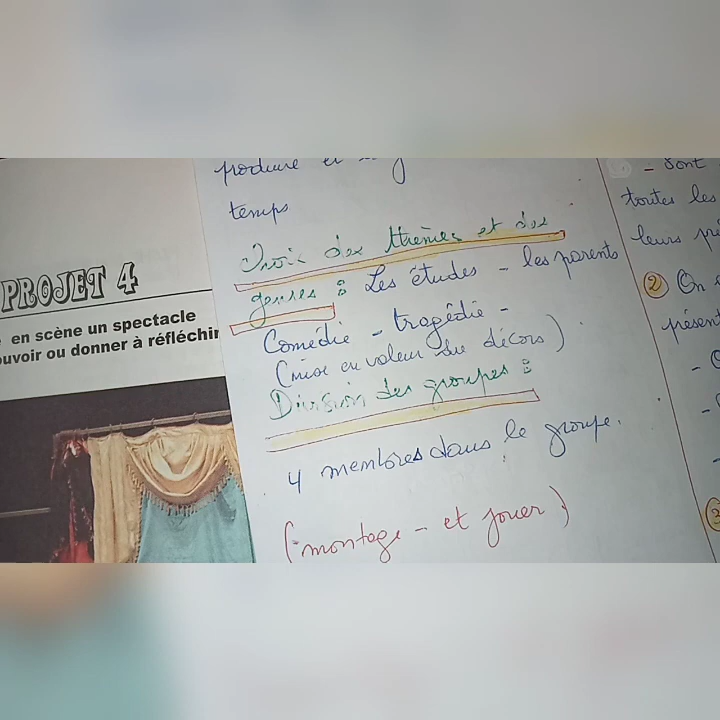 PROJET 4
en scène un spectacle
ouvoir ou donner à réfléchir
produire et
temps
Choix des thèmes et des
genres : Les études - les parents
Comédie - tragédie -
(mise en valeur du décors)
Division des groupes :
4 membres dans le groupe.
(montage - et jouer)
- sont
toutes les
leurs
2 On
présent